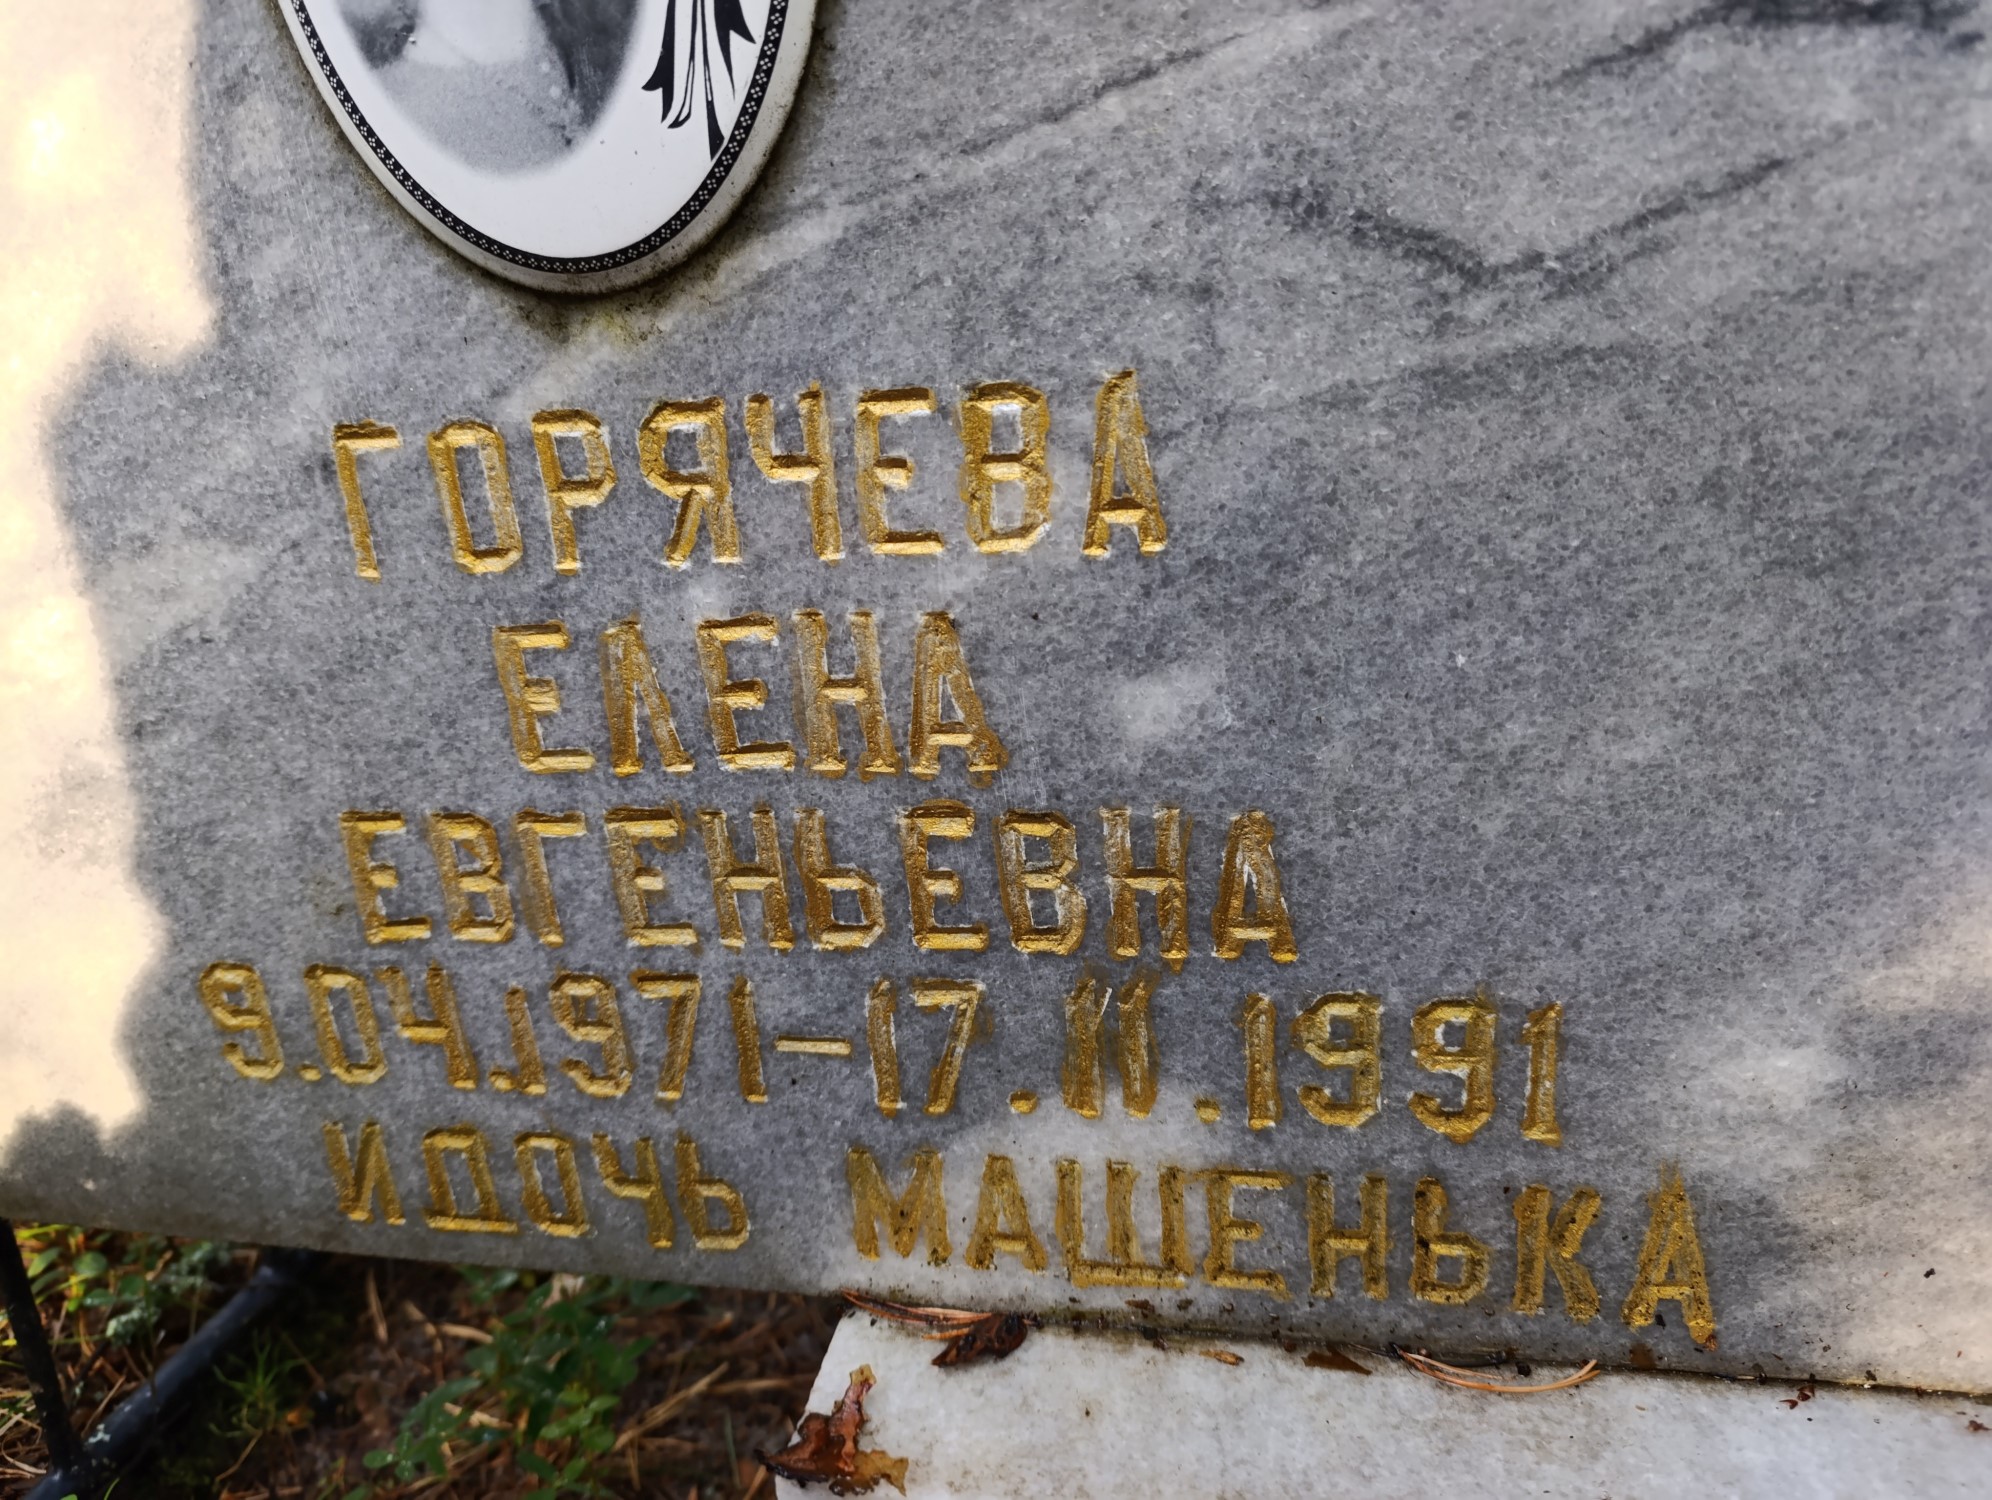 ГОРЯЧЕВА
ЕЛЕНА
ЕВГЕНЬЕВНА
9.04.1971–17.11.1991
И ДОЧЬ МАШЕНЬКА